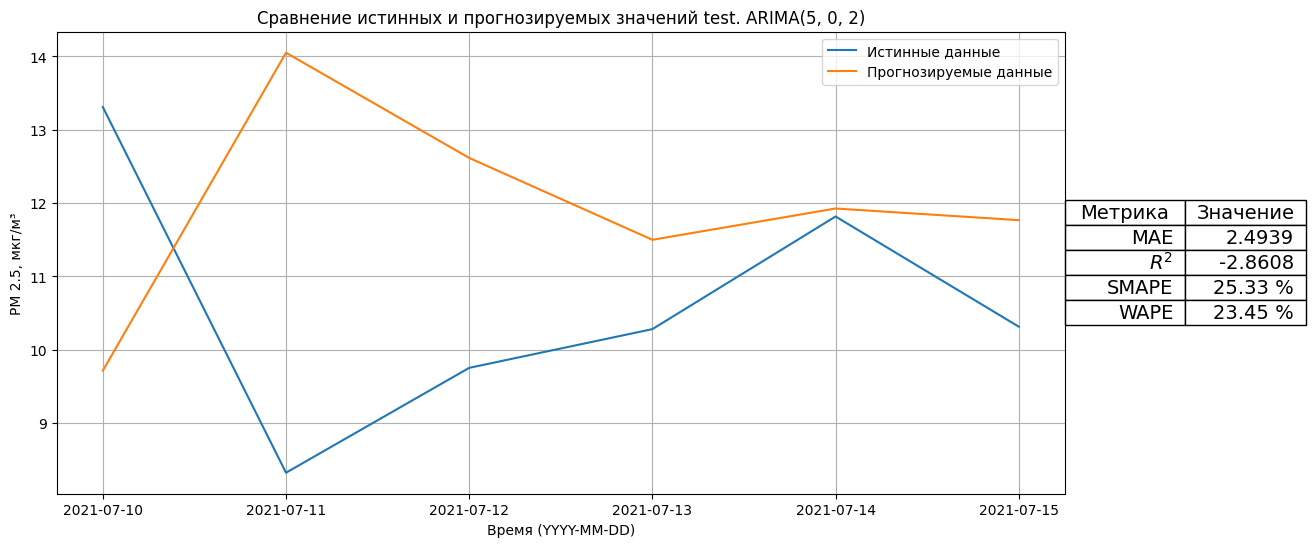 Сравнение истинных и прогнозируемых значений test. ARIMA(5, 0, 2)
Истинные данные
Прогнозируемые данные
PM 2.5, мкг/м³
14
13
12
11
10
9
2021-07-10 2021-07-11 2021-07-12 2021-07-13 2021-07-14 2021-07-15
Время (YYYY-MM-DD)
Метрика Значение
MAE 2.4939
R² -2.8608
SMAPE 25.33 %
WAPE 23.45 %